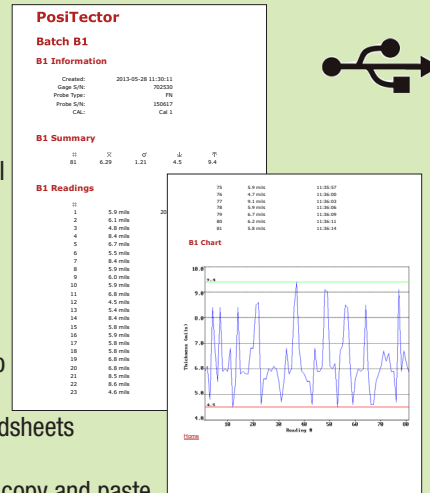 PosiTector
Batch B1
B1 Information
Created: 2013-05-28 11:30:11
Gage S/N: 702530
Probe Type: FN
Probe S/N: 150617
CAL: Cal 1
B1 Summary
81 6.29 1.21 4.5 9.4
B1 Readings
1 5.9 mils 20
2 6.1 mils
3 4.8 mils
4 8.4 mils
5 6.7 mils
6 5.5 mils
7 8.4 mils
8 5.9 mils
9 6.0 mils
10 5.9 mils
11 6.8 mils
12 4.5 mils
13 5.4 mils
14 8.4 mils
15 5.8 mils
16 5.9 mils
17 5.8 mils
18 5.8 mils
19 6.8 mils
20 6.8 mils
21 8.5 mils
22 8.6 mils
23 4.6 mils
75 5.9 mils 11:35:57
76 4.7 mils 11:36:00
77 9.1 mils 11:36:03
78 5.9 mils 11:36:06
79 6.7 mils 11:36:09
80 6.2 mils 11:36:11
81 5.8 mils 11:36:14
B1 Chart
10.0
9.4
9.0
8.0
7.0
6.0
5.0
4.5
4.0
10 20 30 40 50 60 70 80
Thickness (mils)
Reading #
Home
dsheets
copy and paste